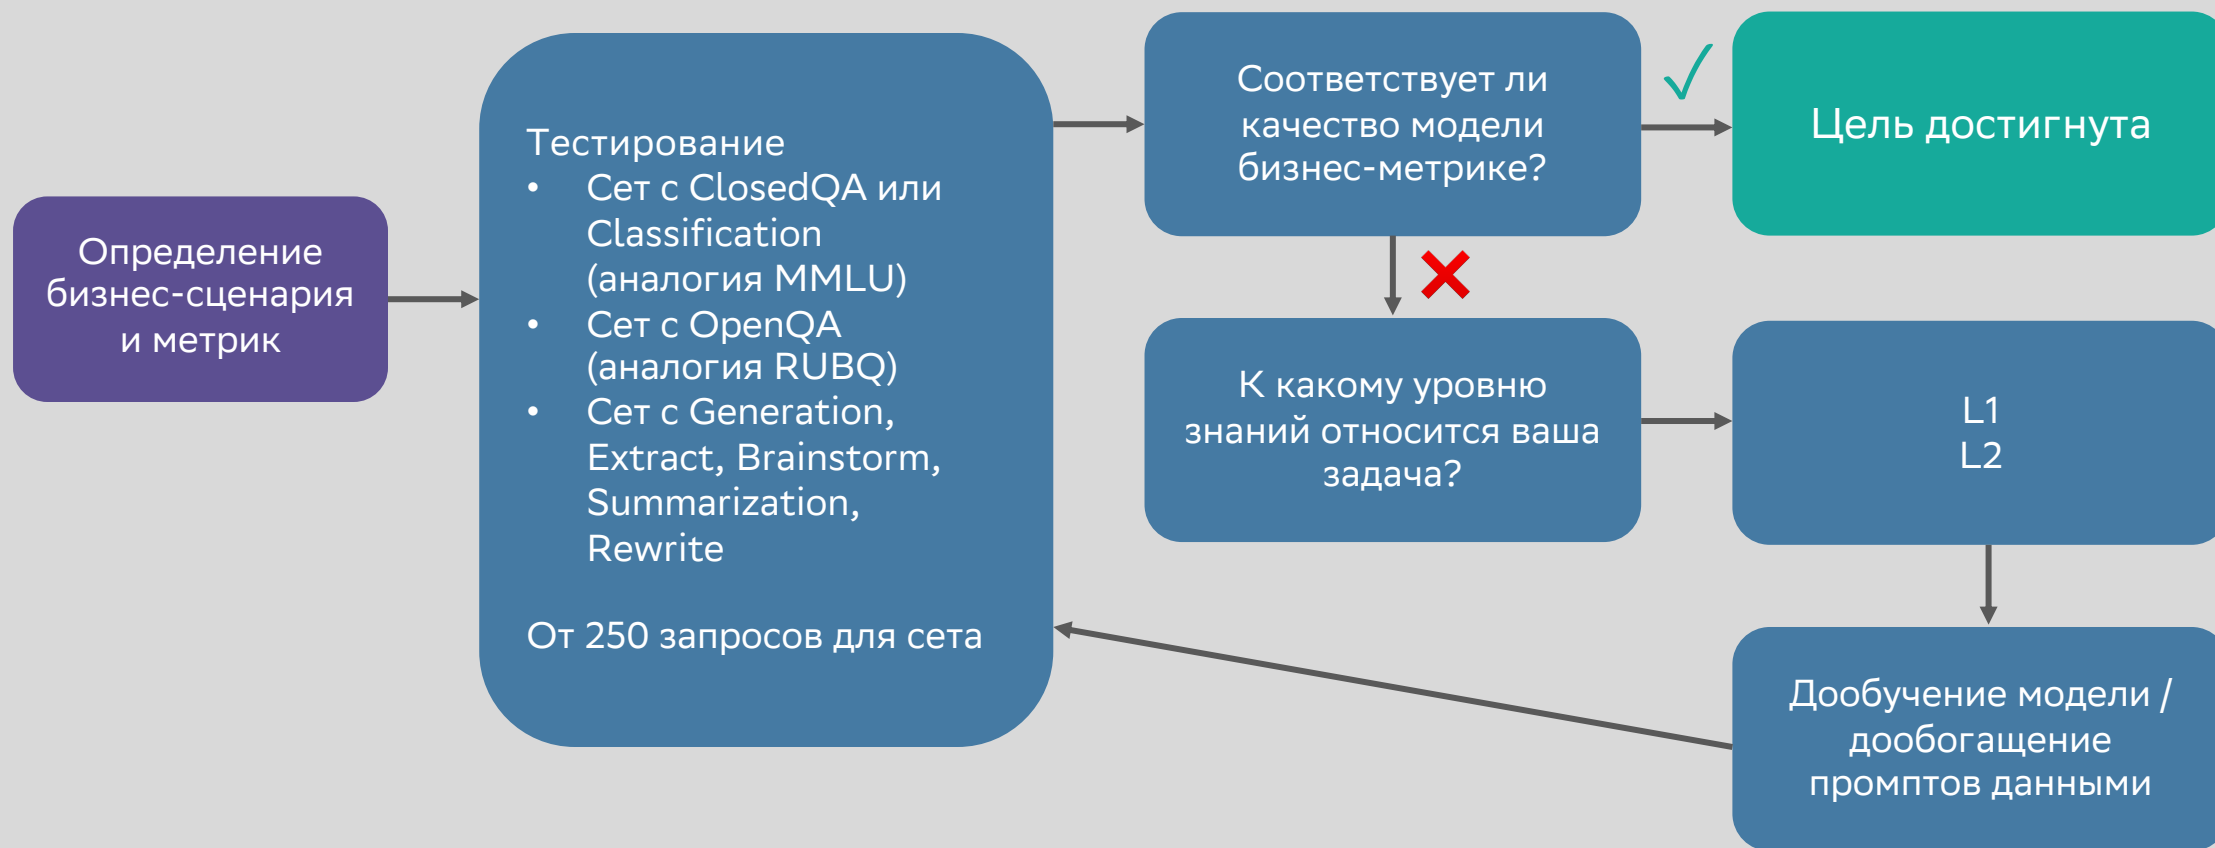 Определение
бизнес-сценария
и метрик
Тестирование
• Сет с ClosedQA или
Classification
(аналогия MMLU)
• Сет с OpenQA
(аналогия RUBQ)
• Сет с Generation,
Extract, Brainstorm,
Summarization,
Rewrite
От 250 запросов для сета
Соответствует ли
качество модели
бизнес-метрике?
Цель достигнута
К какому уровню
знаний относится ваша
задача?
L1
L2
Дообучение модели /
дообогащение
промптов данными